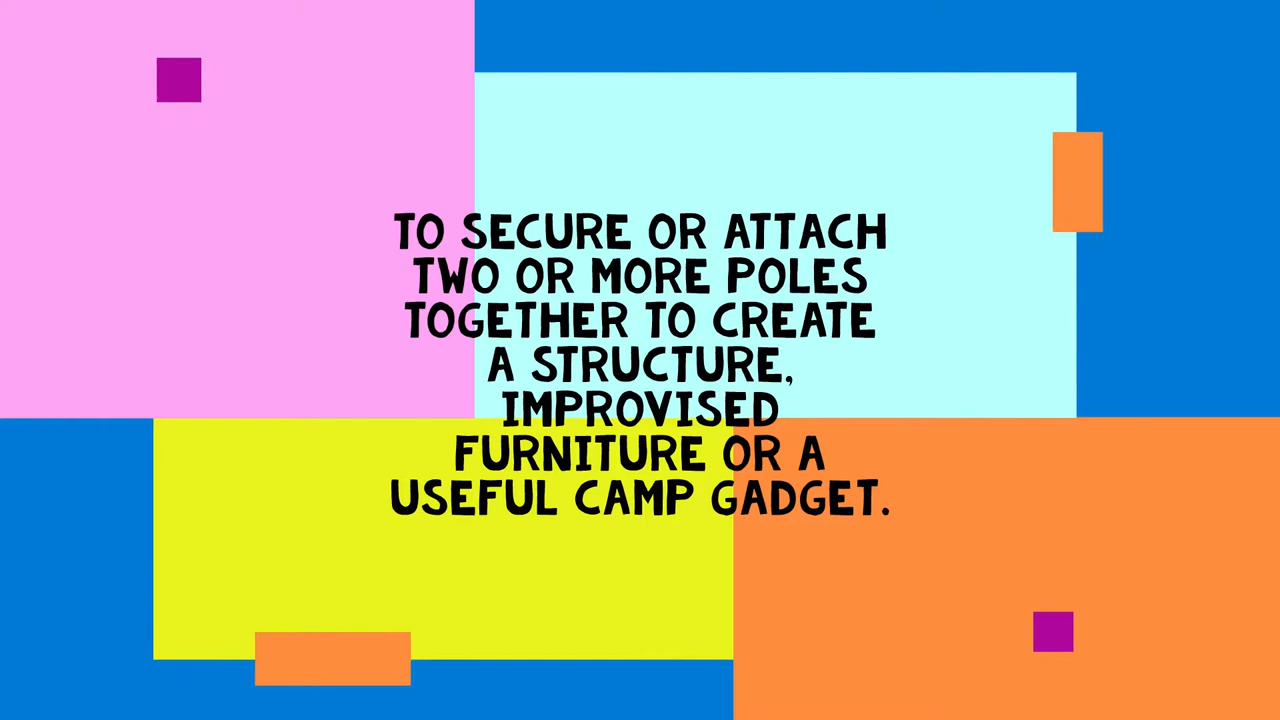 TO SECURE OR ATTACH
TWO OR MORE POLES
TOGETHER TO CREATE
A STRUCTURE,
IMPROVISED
FURNITURE OR A
USEFUL CAMP GADGET.